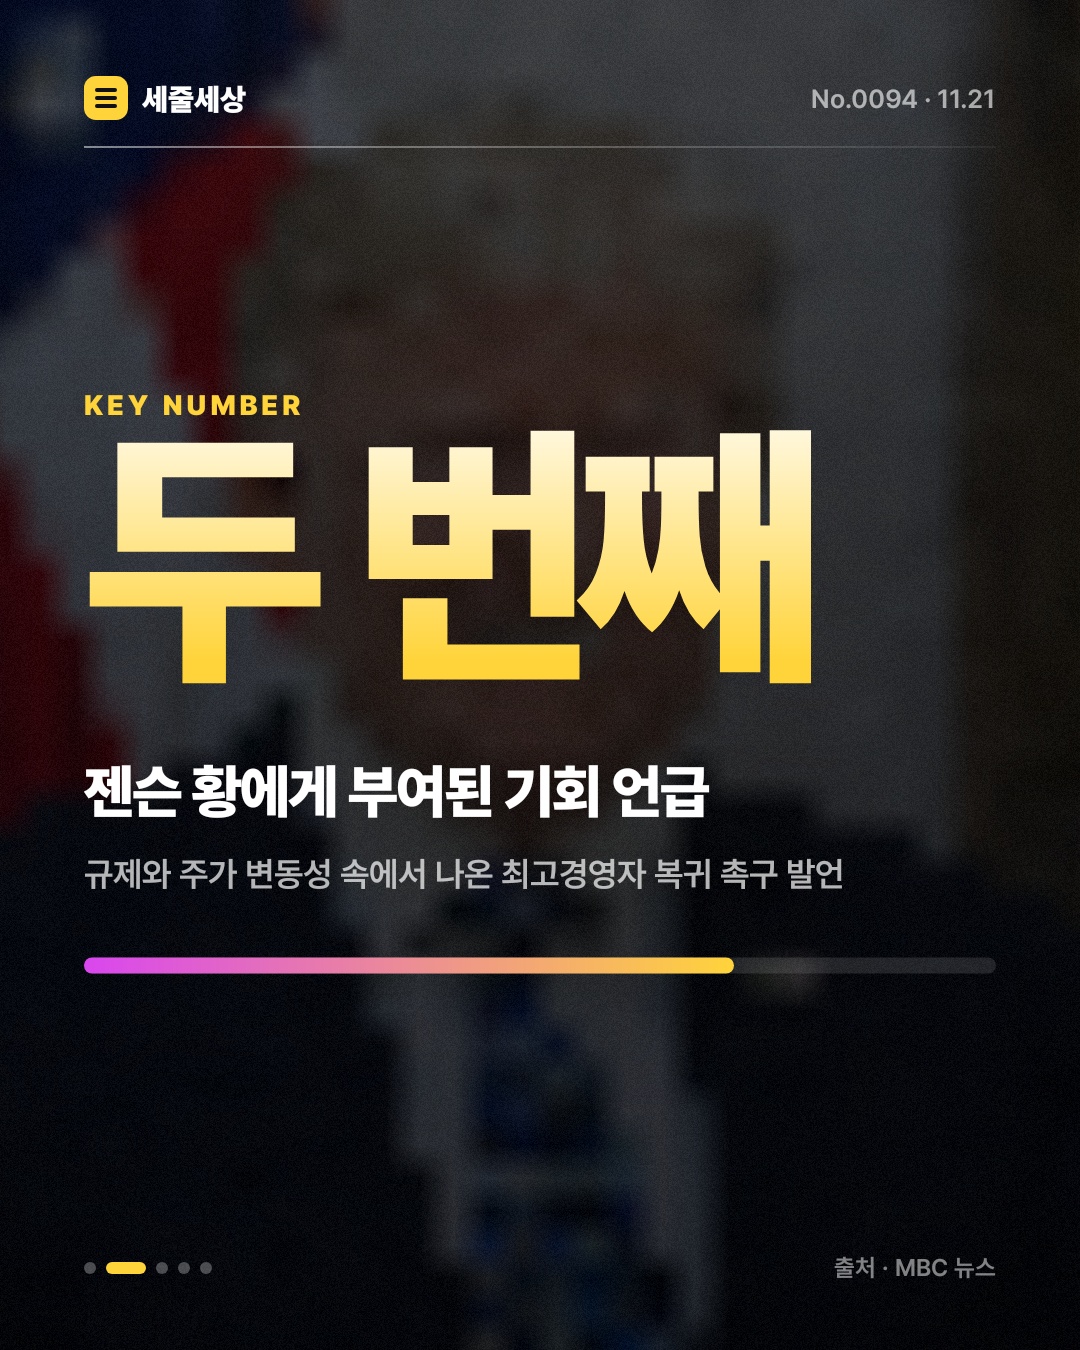 세줄세상
No.0094 · 11.21
KEY NUMBER
두 번째
젠슨 황에게 부여된 기회 언급
규제와 주가 변동성 속에서 나온 최고경영자 복귀 촉구 발언
출처 · MBC 뉴스